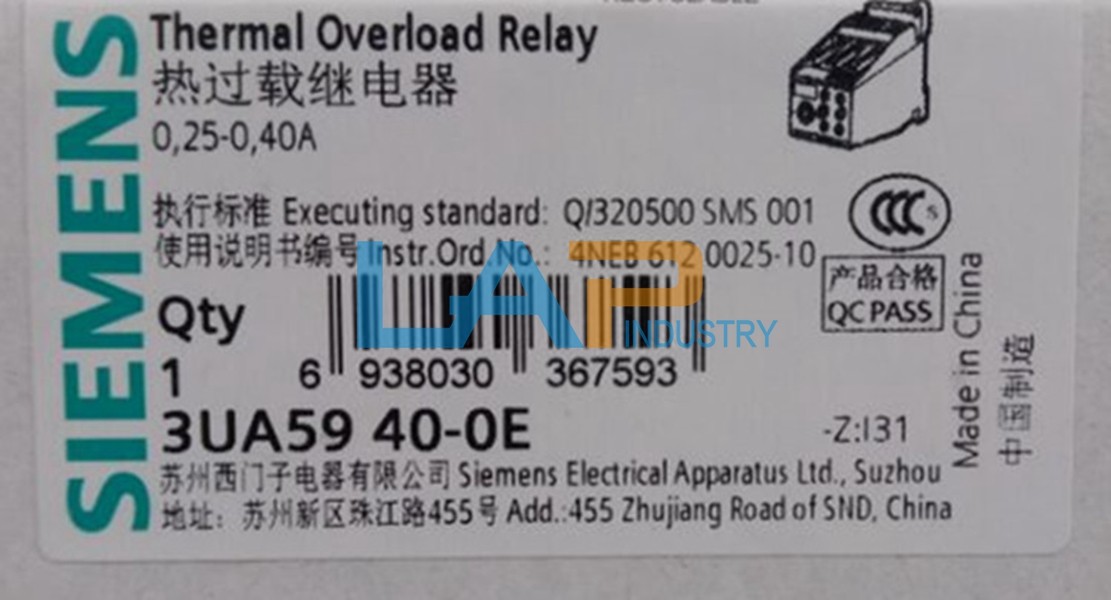 SIEMENS
Thermal Overload Relay
热过载继电器
0,25-0,40A
执行标准 Executing standard: Q/320500 SMS 001
使用说明书编号 Instr.Ord.No.: 4NEB 612 0025-10
CCC S
产品合格
QC PASS
LAP
INDUSTRY
Qty
1
6 938030 367593
3UA59 40-0E
-Z:I31
Made in China
中国制造
苏州西门子电器有限公司 Siemens Electrical Apparatus Ltd., Suzhou
地址: 苏州新区珠江路455号 Add.:455 Zhujiang Road of SND, China